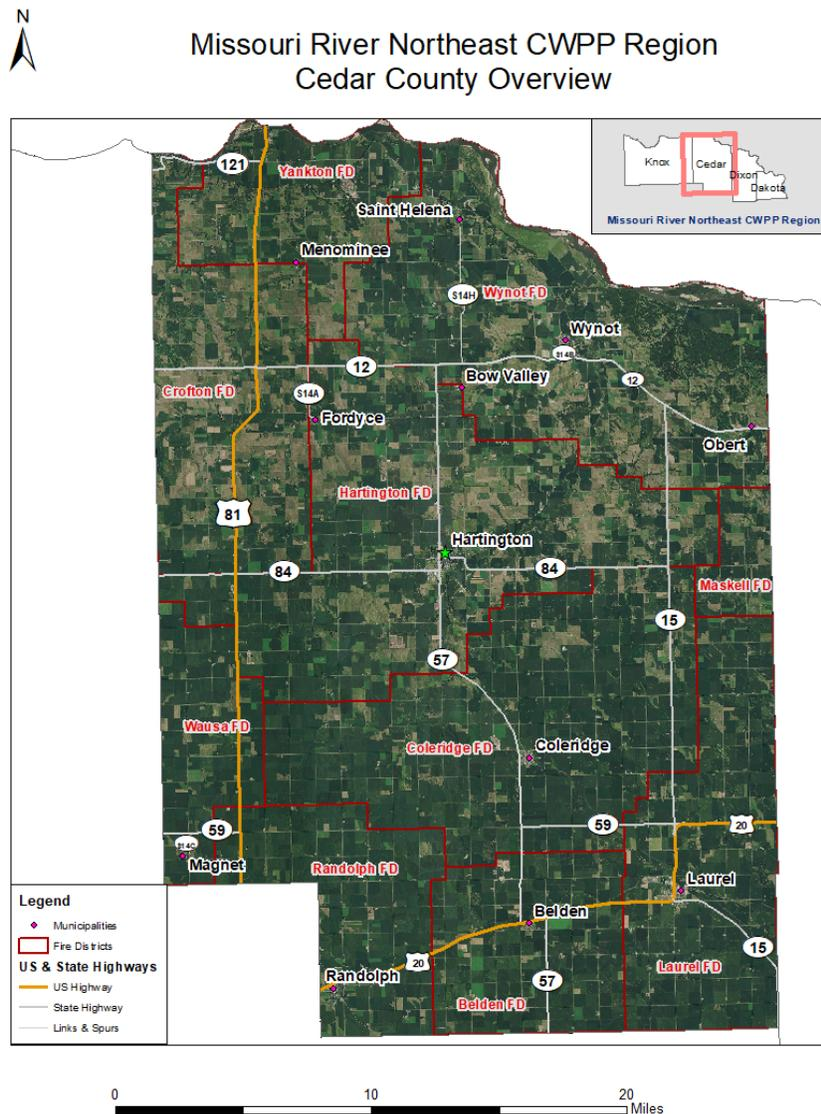 N
Missouri River Northeast CWPP Region
Cedar County Overview
Knox
Cedar
Dixon
Dakota
Missouri River Northeast CWPP Region
121
Yankton FD
Saint Helena
Menominee
S14H
Wynot FD
Wynot
S14B
12
12
Bow Valley
Crofton FD
S14A
Fordyce
Obert
Hartington FD
81
Hartington
84
84
Maskell FD
15
57
Wausa FD
Coleridge FD
Coleridge
59
59
20
S14C
Magnet
Randolph FD
Laurel
Belden
15
20
Laurel FD
Randolph
57
Belden FD
Legend
Municipalities
Fire Districts
US & State Highways
US Highway
State Highway
Links & Spurs
0 10 20
Miles